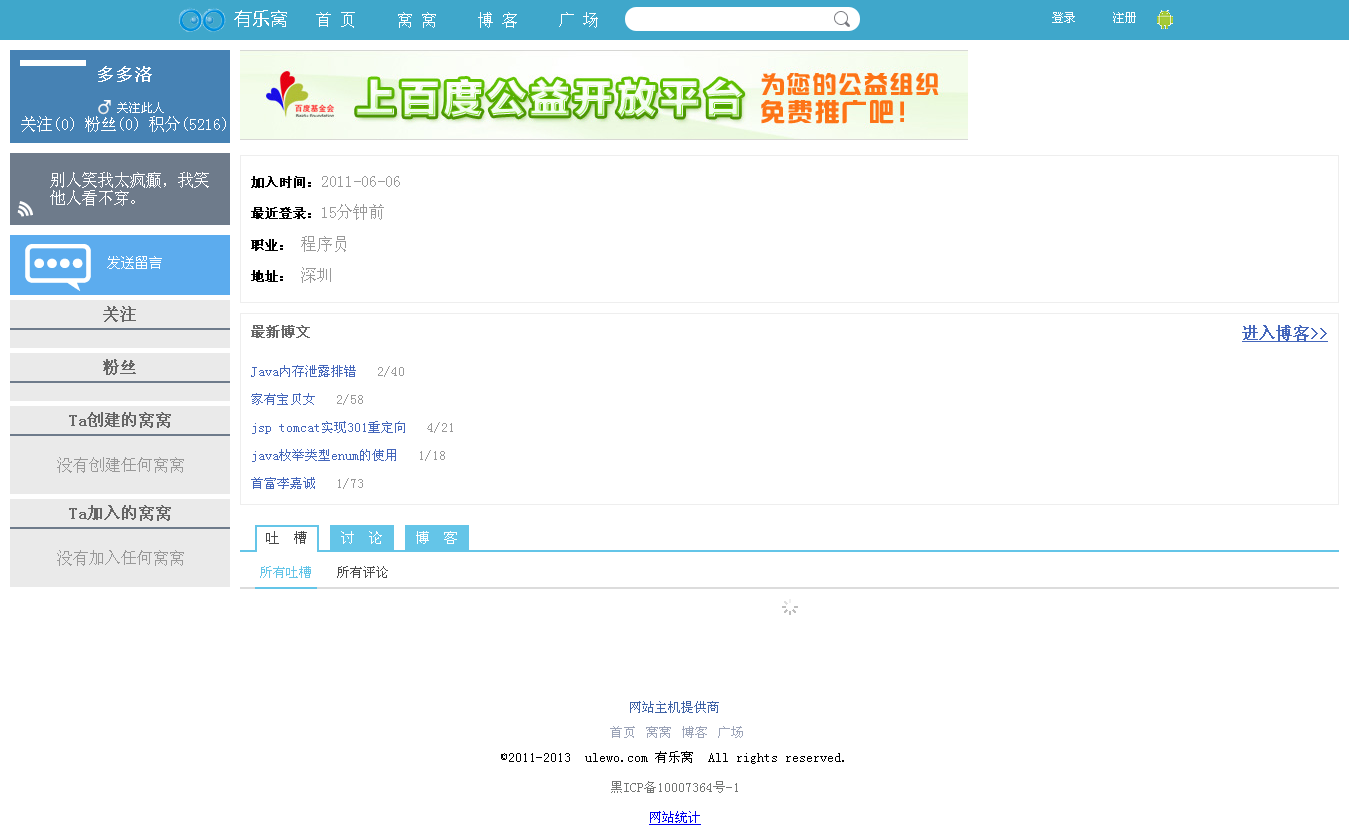 有乐窝 首 页 窝 窝 博 客 广 场 登录 注册
多多洛
关注此人
关注(0) 粉丝(0) 积分(5216)
别人笑我太疯癫，我笑
他人看不穿。
发送留言
关注
粉丝
Ta创建的窝窝
没有创建任何窝窝
Ta加入的窝窝
没有加入任何窝窝
百度基金会
上百度公益开放平台
为您的公益组织
免费推广吧！
加入时间：2011-06-06
最近登录：15分钟前
职业： 程序员
地址： 深圳
最新博文 进入博客>>
Java内存泄露排错 2/40
家有宝贝女 2/58
jsp tomcat实现301重定向 4/21
java枚举类型enum的使用 1/18
首富李嘉诚 1/73
吐 槽 讨 论 博 客
所有吐槽 所有评论
网站主机提供商
首页 窝窝 博客 广场
©2011-2013 ulewo.com 有乐窝 All rights reserved.
黑ICP备10007364号-1
网站统计